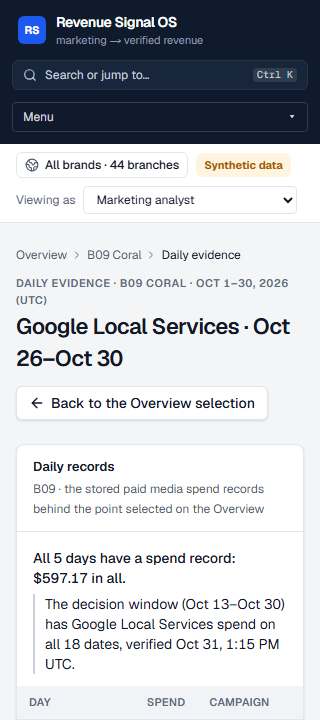 RS
Revenue Signal OS
marketing → verified revenue
Search or jump to... Ctrl K
Menu
All brands · 44 branches Synthetic data
Viewing as Marketing analyst
Overview > B09 Coral > Daily evidence
DAILY EVIDENCE · B09 CORAL · OCT 1–30, 2026
(UTC)
Google Local Services · Oct
26–Oct 30
← Back to the Overview selection
Daily records
B09 · the stored paid media spend records
behind the point selected on the Overview
All 5 days have a spend record:
$597.17 in all.
The decision window (Oct 13–Oct 30)
has Google Local Services spend on
all 18 dates, verified Oct 31, 1:15 PM
UTC.
DAY SPEND CAMPAIGN